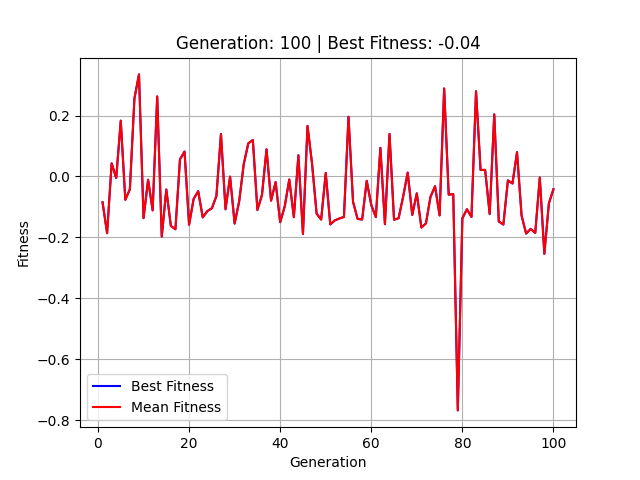 Generation: 100 | Best Fitness: -0.04
Fitness
0.2
0.0
−0.2
−0.4
−0.6
−0.8
Best Fitness
Mean Fitness
0 20 40 60 80 100
Generation